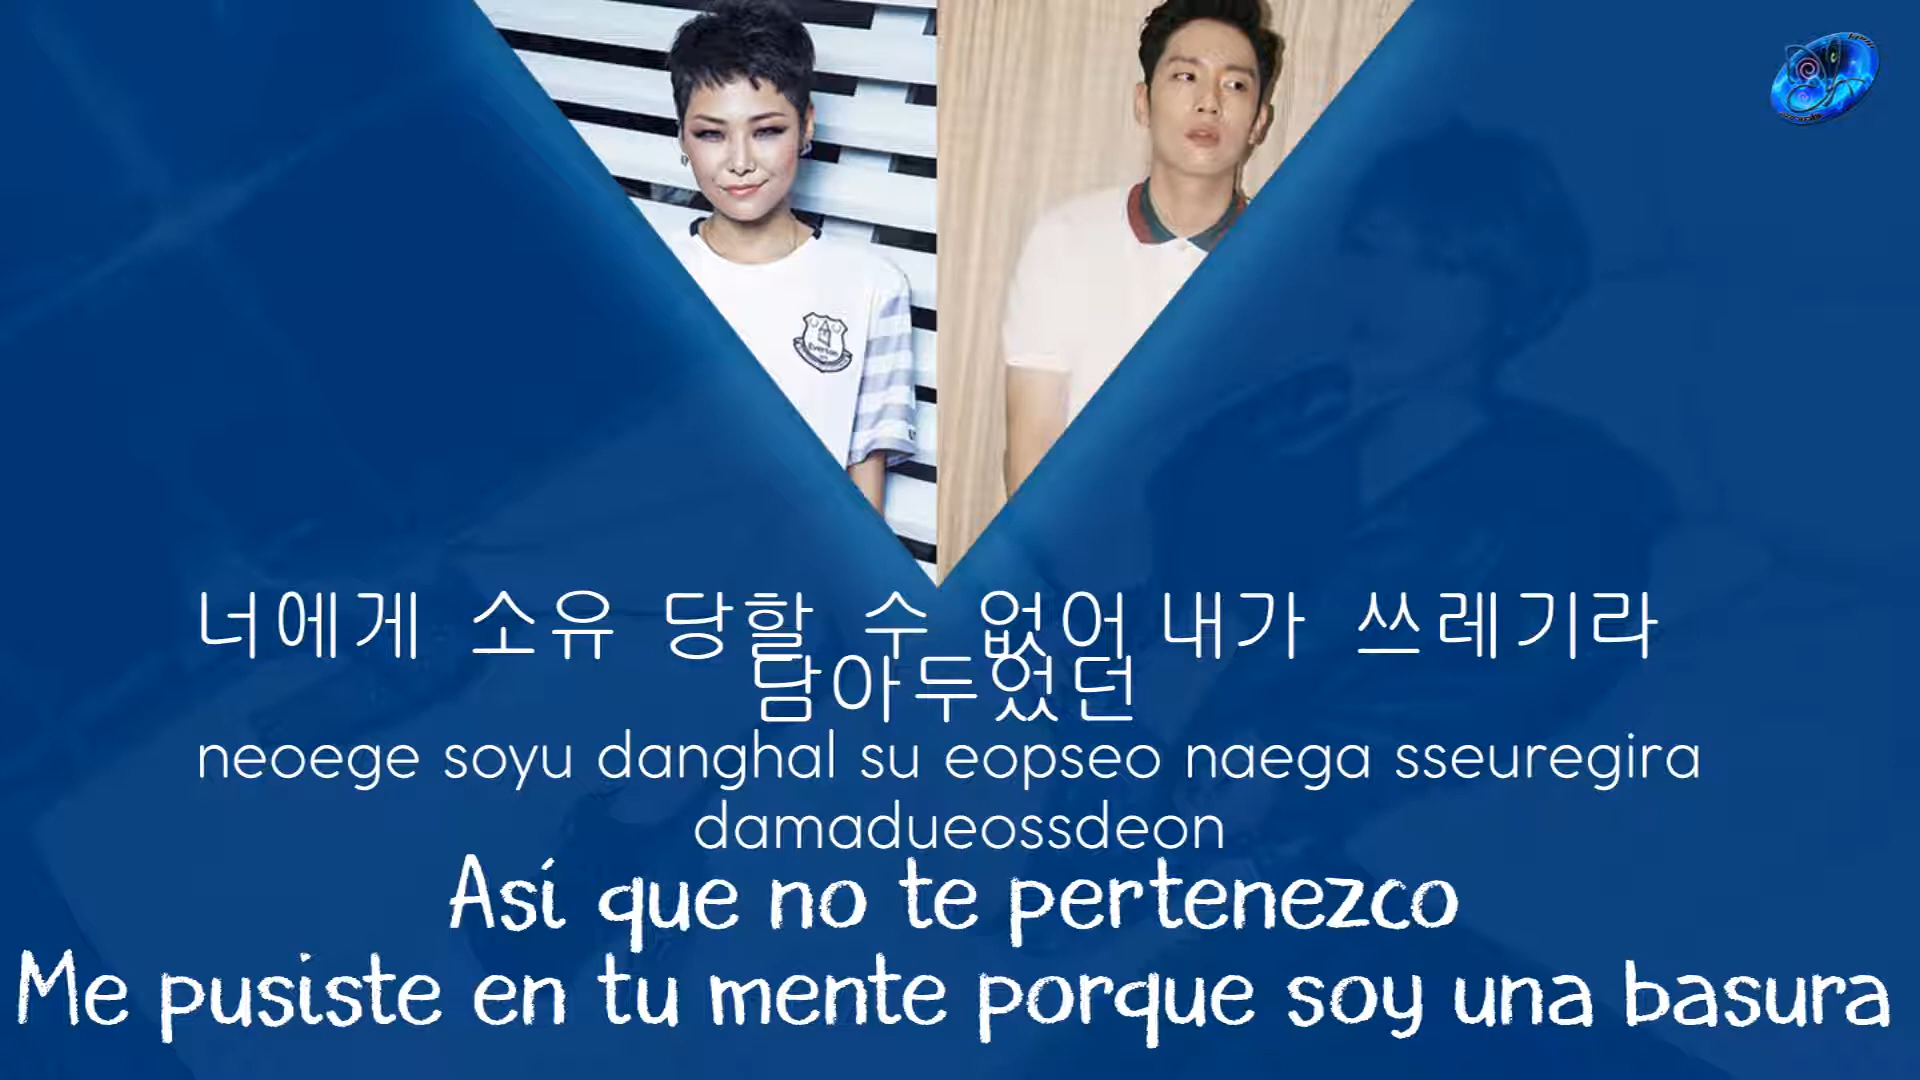 Everton
너에게 소유 당할 수 없어 내가 쓰레기라
담아두었던
neoege soyu danghal su eopseo naega sseuregira
damadueossdeon
Así que no te pertenezco
Me pusiste en tu mente porque soy una basura